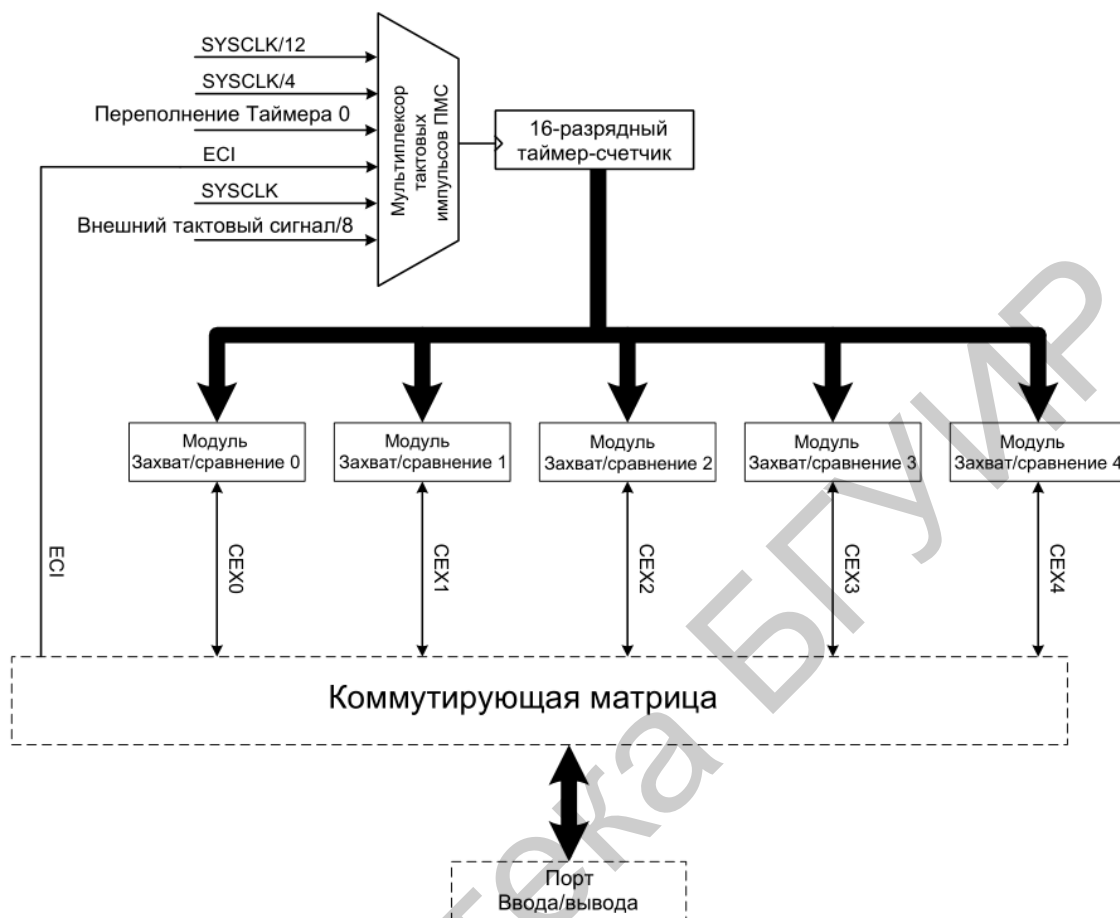 SYSCLK/12
SYSCLK/4
Переполнение Таймера 0
ECI
SYSCLK
Внешний тактовый сигнал/8
Мультиплексор
тактовых
импульсов ПМС
16-разрядный
таймер-счетчик
Модуль
Захват/сравнение 0
Модуль
Захват/сравнение 1
Модуль
Захват/сравнение 2
Модуль
Захват/сравнение 3
Модуль
Захват/сравнение 4
ECI
CEX0
CEX1
CEX2
CEX3
CEX4
Коммутирующая матрица
Порт
Ввода/вывода
тека БГУИР